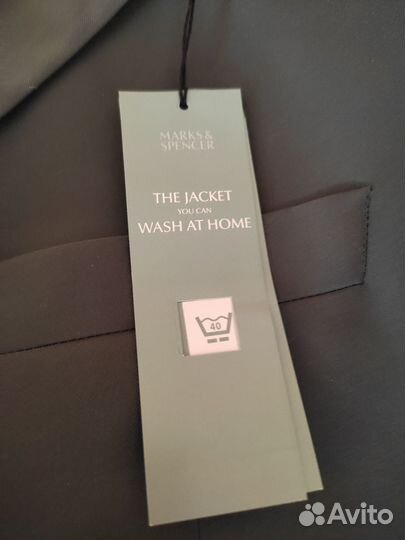 MARKS &
SPENCER
THE JACKET
YOU CAN
WASH AT HOME
40
Avito